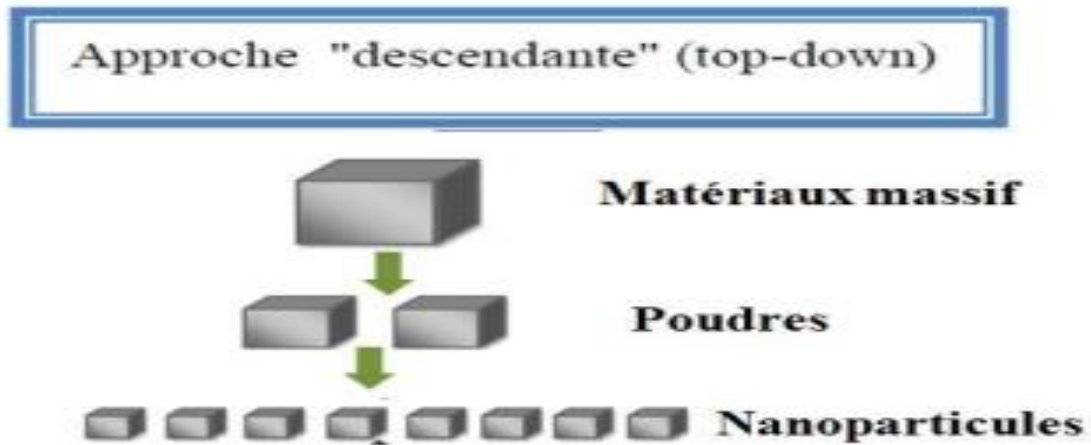 Approche "descendante" (top-down)
Matériaux massif
Poudres
Nanoparticules